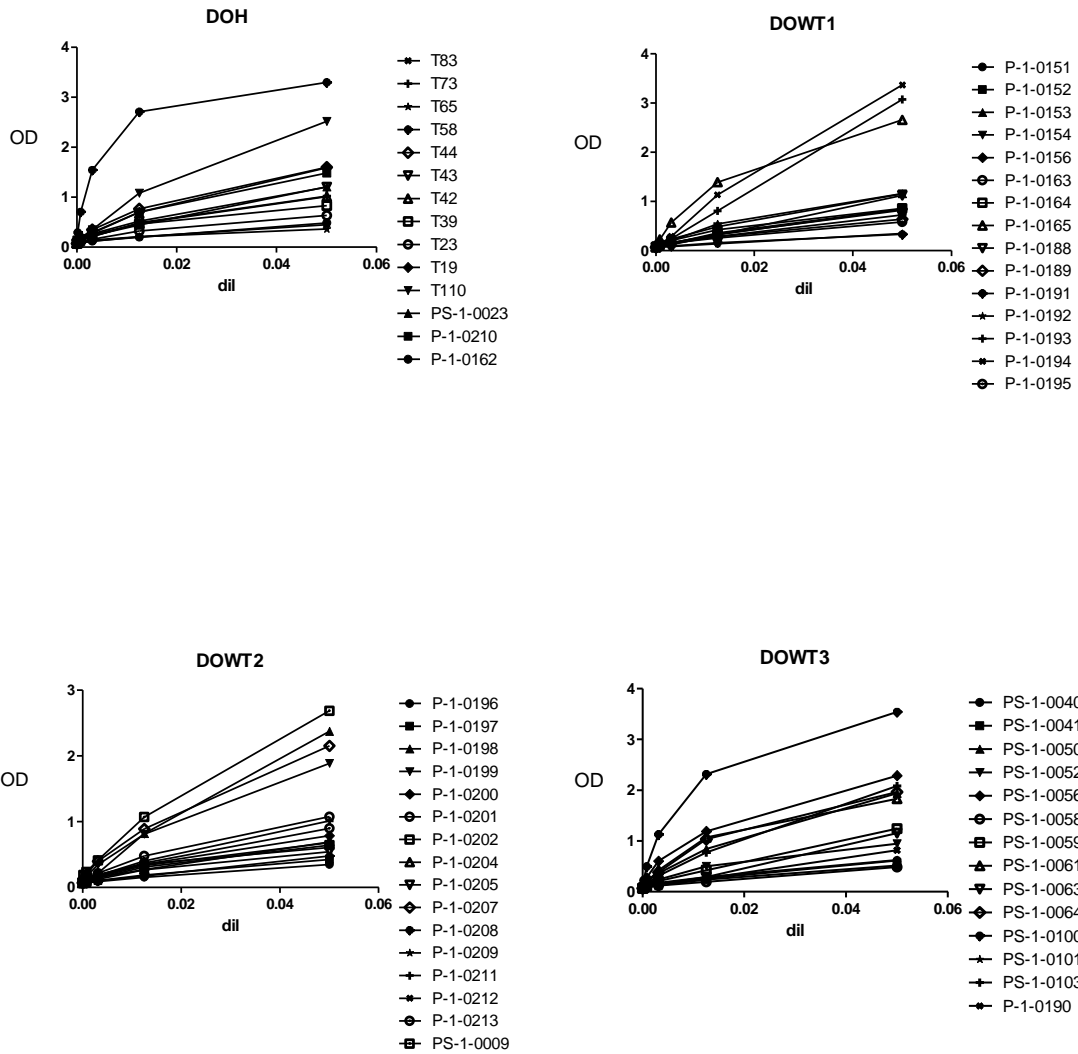 DOH
4
3
2
1
0
OD
0.00
0.02
0.04
0.06
dil
T83
T73
T65
T58
T44
T43
T42
T39
T23
T19
T110
PS-1-0023
P-1-0210
P-1-0162
DOWT1
4
3
2
1
0
OD
0.00
0.02
0.04
0.06
dil
P-1-0151
P-1-0152
P-1-0153
P-1-0154
P-1-0156
P-1-0163
P-1-0164
P-1-0165
P-1-0188
P-1-0189
P-1-0191
P-1-0192
P-1-0193
P-1-0194
P-1-0195
DOWT2
3
2
1
0
OD
0.00
0.02
0.04
0.06
dil
P-1-0196
P-1-0197
P-1-0198
P-1-0199
P-1-0200
P-1-0201
P-1-0202
P-1-0204
P-1-0205
P-1-0207
P-1-0208
P-1-0209
P-1-0211
P-1-0212
P-1-0213
PS-1-0009
DOWT3
4
3
2
1
0
OD
0.00
0.02
0.04
0.06
dil
PS-1-0040
PS-1-0041
PS-1-0050
PS-1-0052
PS-1-0056
PS-1-0058
PS-1-0059
PS-1-0061
PS-1-0063
PS-1-0064
PS-1-0100
PS-1-0101
PS-1-0103
P-1-0190